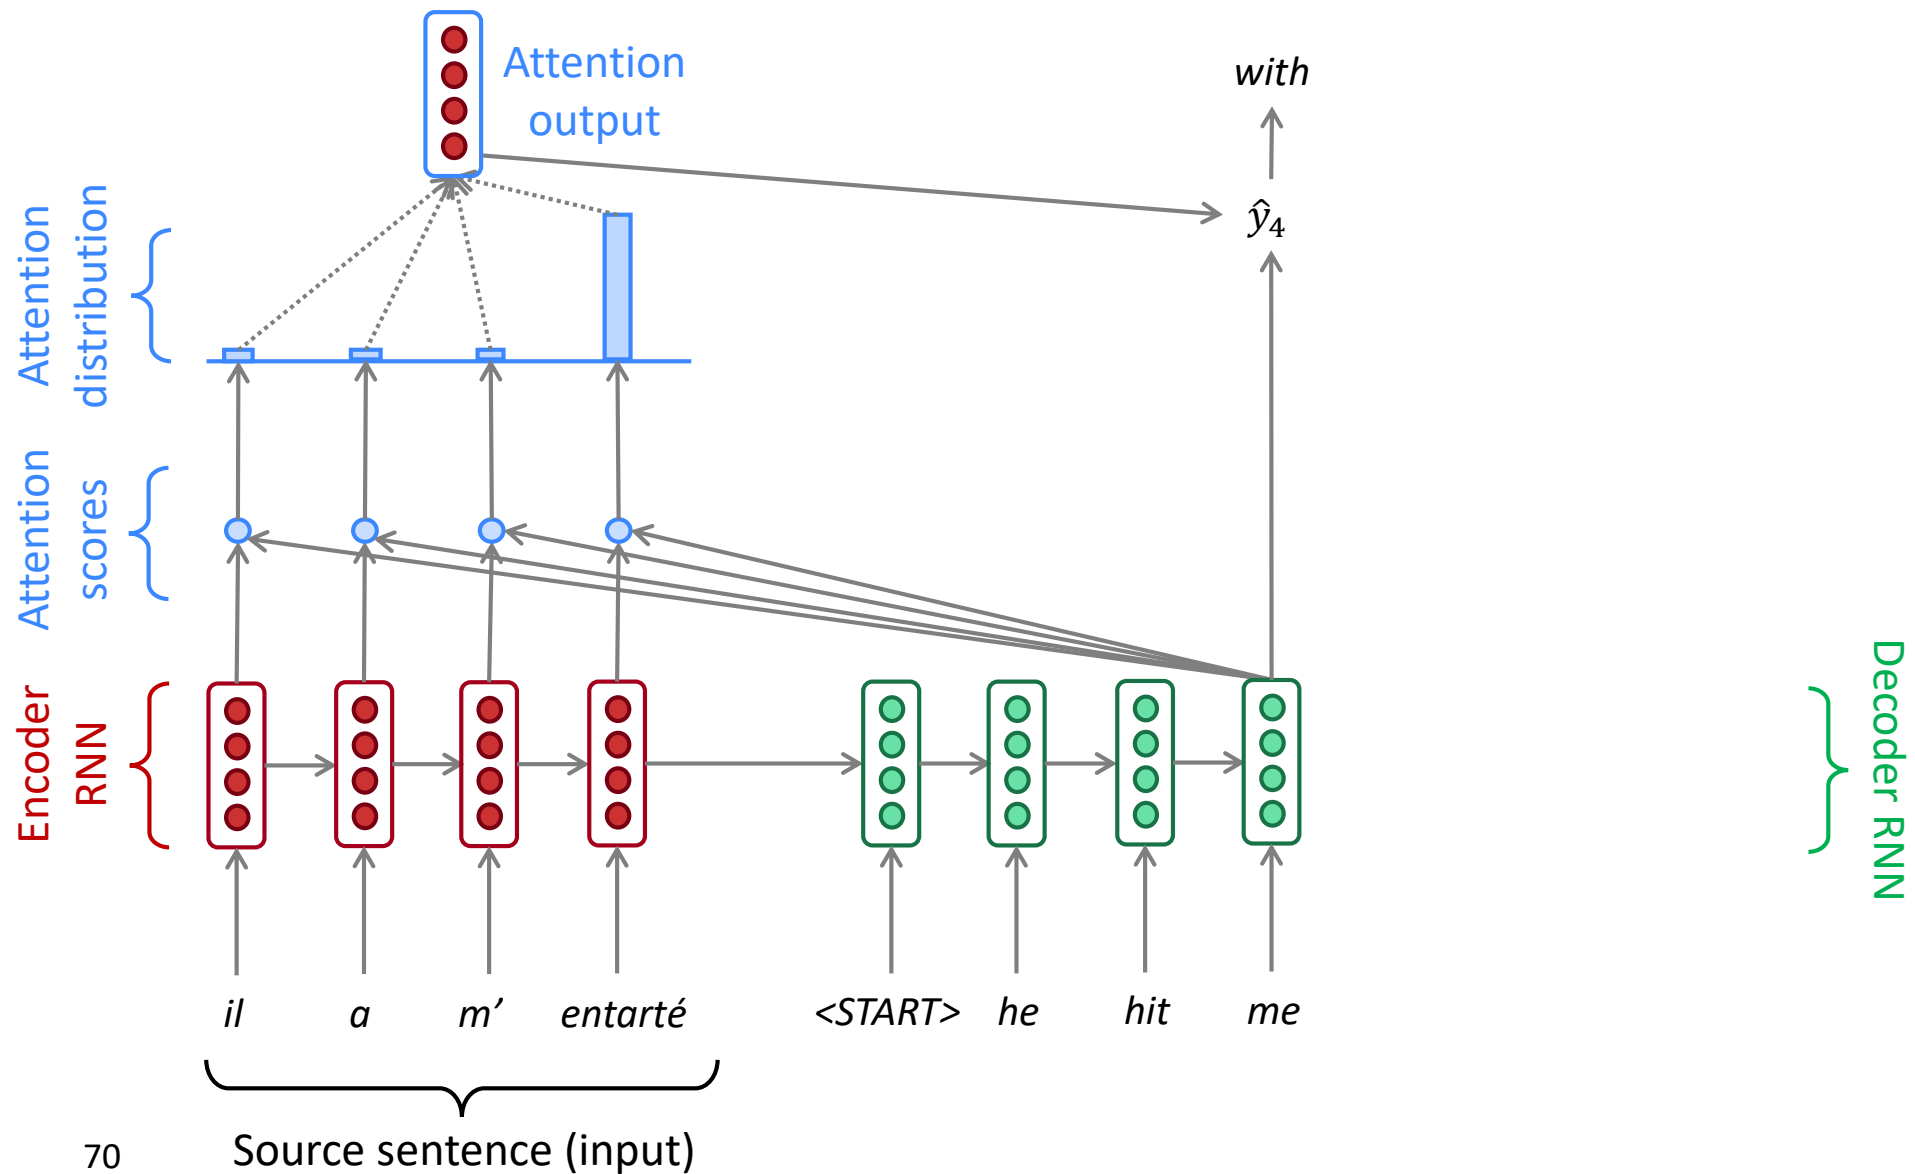 Attention
output
with
ŷ₄
Attention
distribution
Attention
scores
Encoder
RNN
Decoder RNN
il a m’ entarté <START> he hit me
Source sentence (input)
70